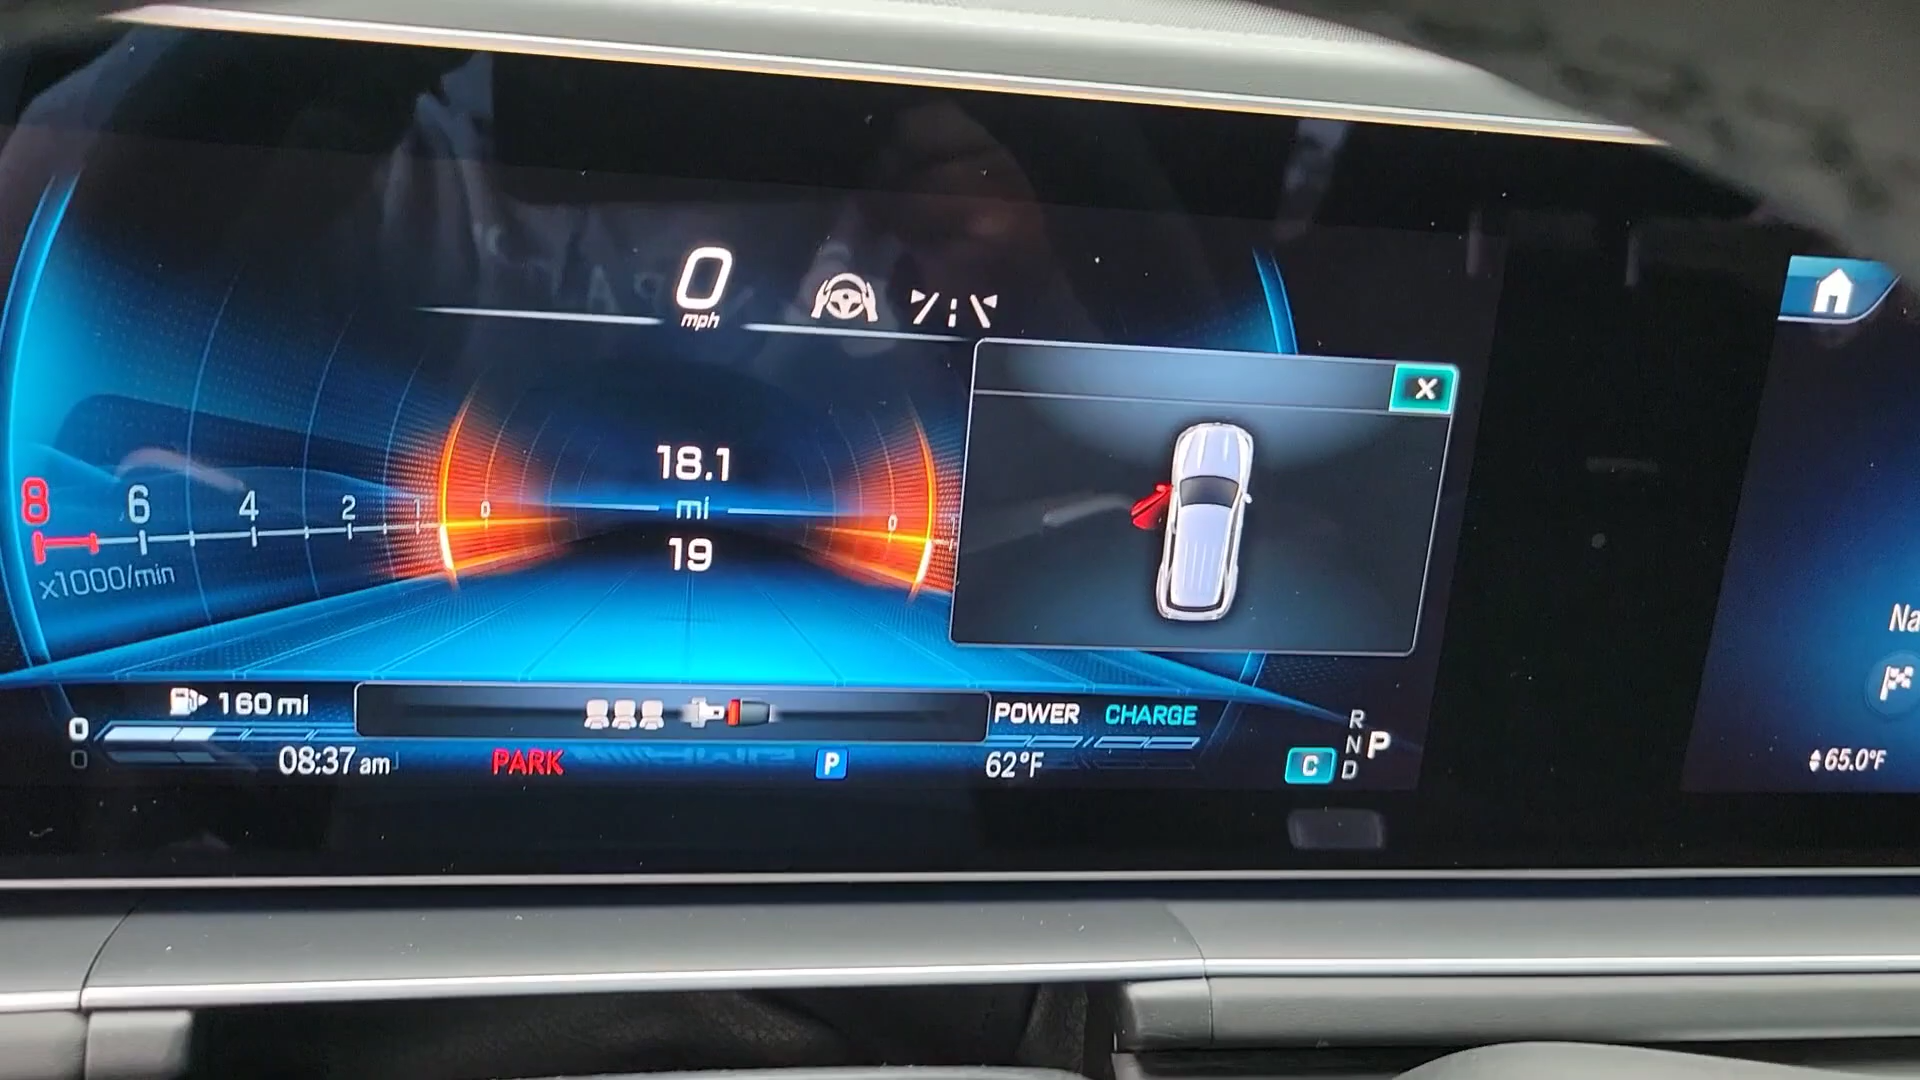 0
mph
X
18.1
mi
19
8 6 4 2 1 0
0 1
x1000/min
160 mi
0
0
08:37 am
PARK
P
POWER CHARGE
62°F
C
R
N P
D
Na
65.0°F